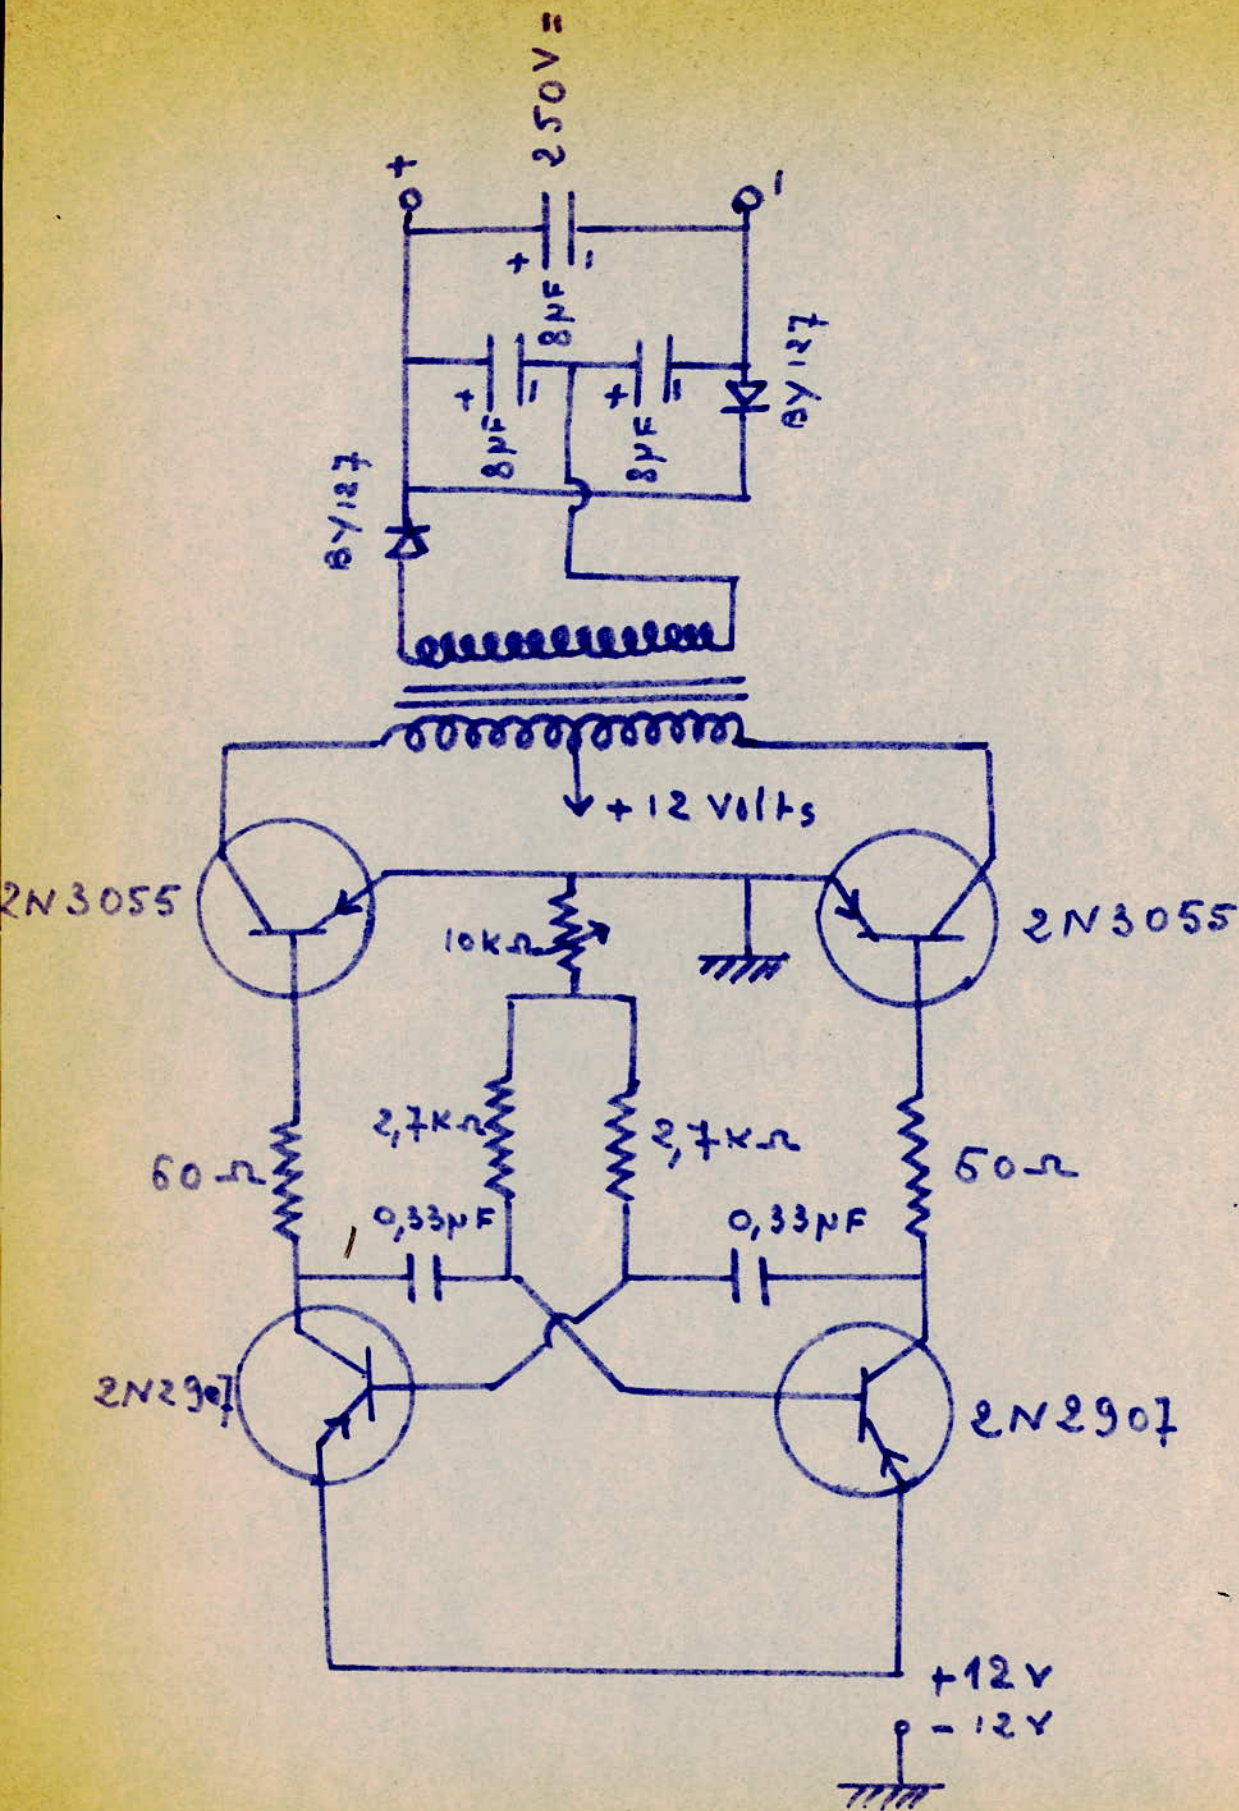 250V=
+
-
+
-
8µF
BY127
+
-
+
-
8µF
8µF
BY127
+12 Volts
2N3055
2N3055
10KΩ
2,7KΩ
2,7KΩ
60Ω
60Ω
0,33µF
0,33µF
2N2907
2N2907
+12V
-12V